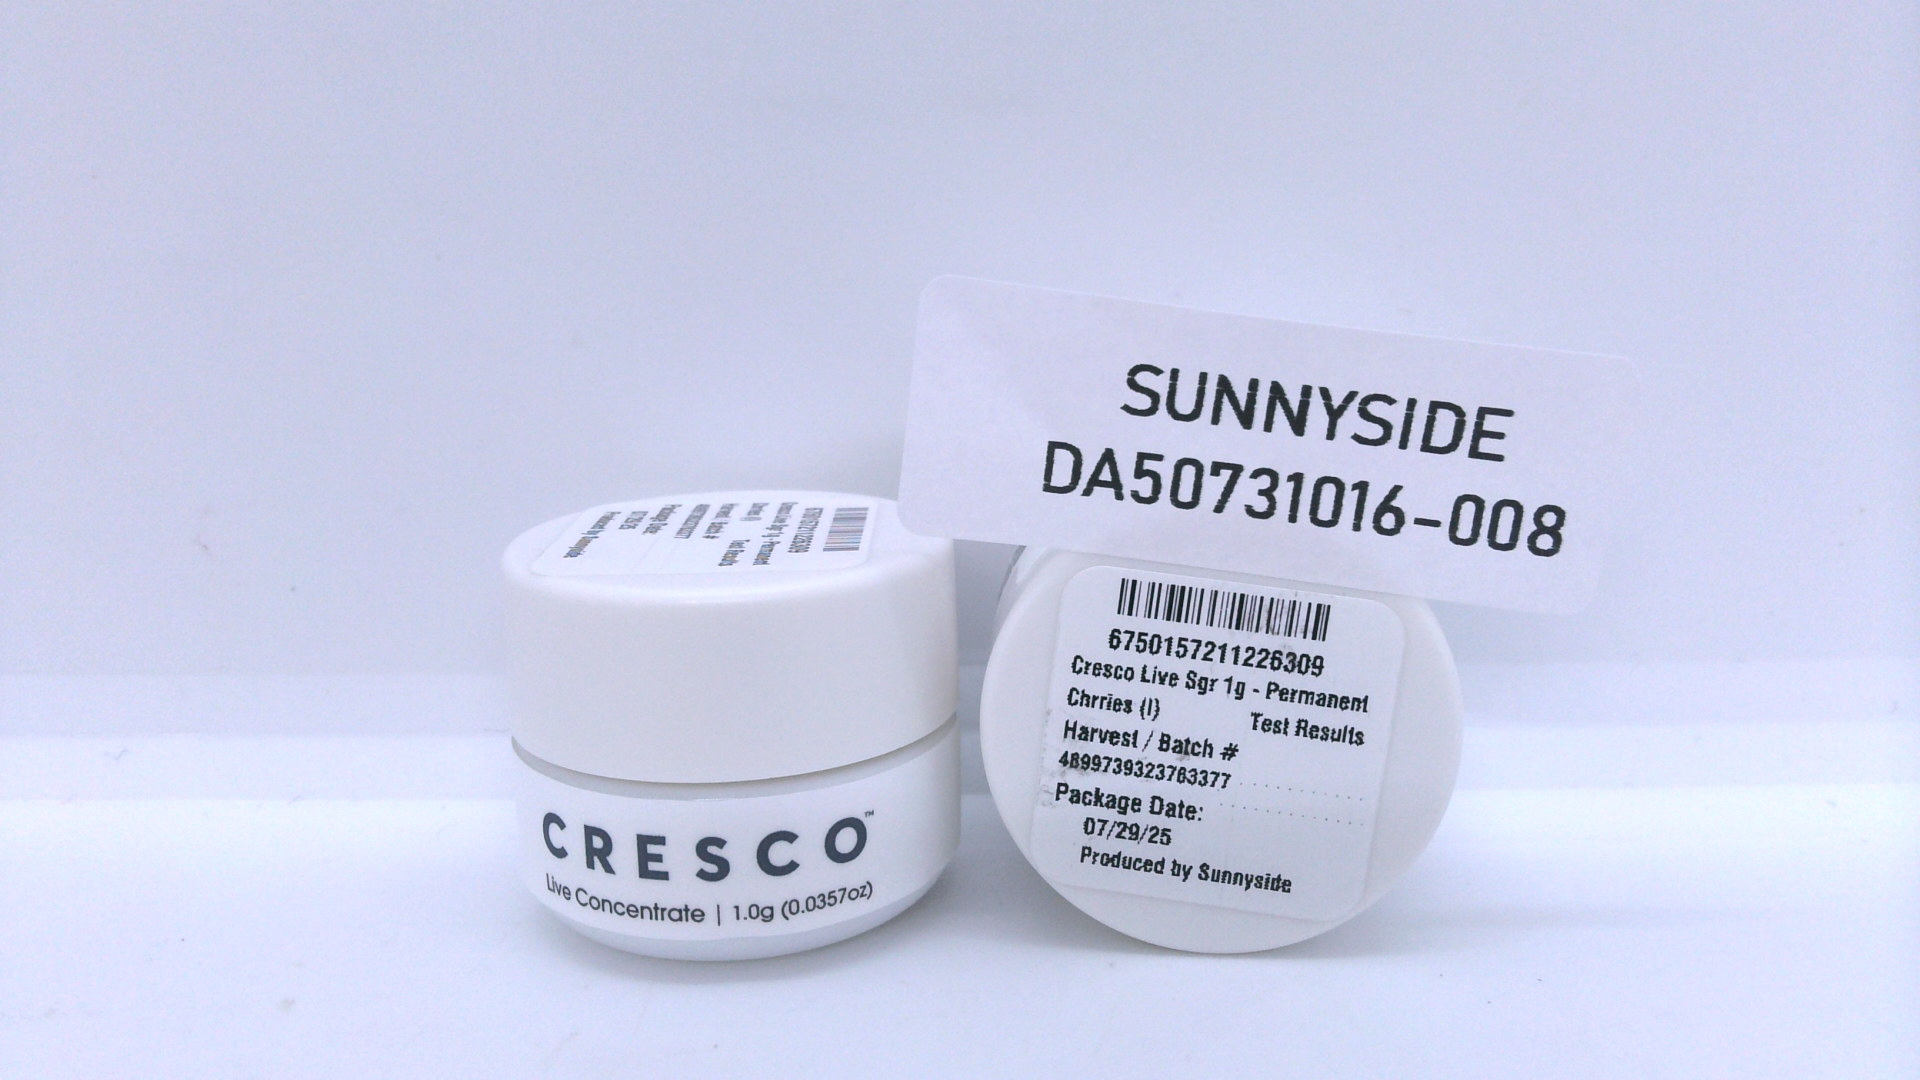 SUNNYSIDE
DA50731016-008
CRESCO™
Live Concentrate | 1.0g (0.0357oz)
6750157211226309
Cresco Live Sgr 1g - Permanent
Chrries (I)
Test Results
Harvest / Batch #
4899739323763377
Package Date:
07/29/25
Produced by Sunnyside